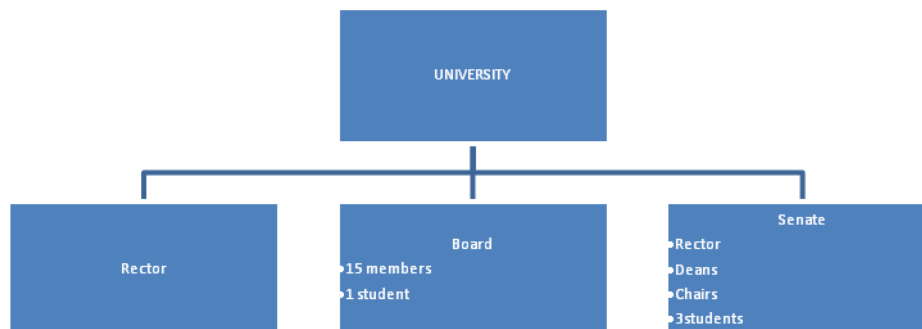 UNIVERSITY
Rector
Board
•15 members
•1 student
Senate
•Rector
•Deans
•Chairs
•3students